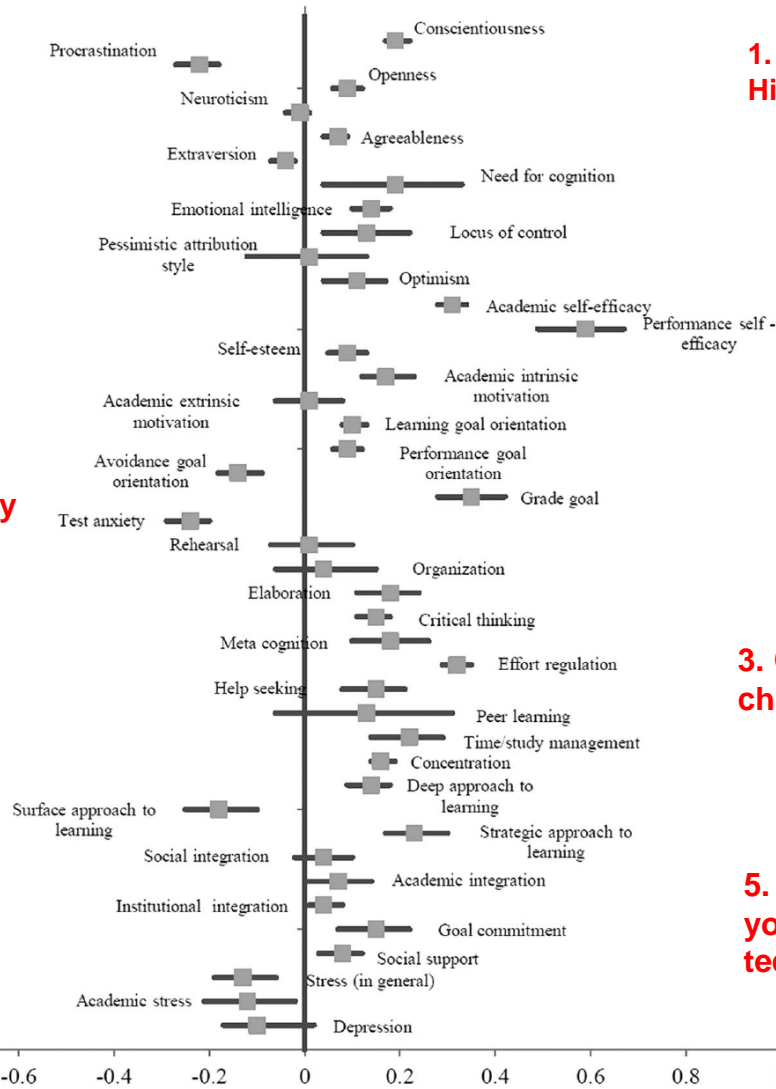 Conscientiousness
Procrastination
1.
Hi
Openness
Neuroticism
Agreeableness
Extraversion
Need for cognition
Emotional intelligence
Locus of control
Pessimistic attribution
style
Optimism
Academic self-efficacy
Performance self -
efficacy
Self-esteem
Academic intrinsic
motivation
Academic extrinsic
motivation
Learning goal orientation
Performance goal
orientation
Avoidance goal
orientation
Grade goal
y
Test anxiety
Rehearsal
Organization
Elaboration
Critical thinking
Meta cognition
Effort regulation
3.
ch
Help seeking
Peer learning
Time/study management
Concentration
Deep approach to
learning
Surface approach to
learning
Strategic approach to
learning
Social integration
Academic integration
5.
yo
Institutional integration
Goal commitment
Social support
Stress (in general)
Academic stress
Depression
-0.6 -0.4 -0.2 0 0.2 0.4 0.6 0.8